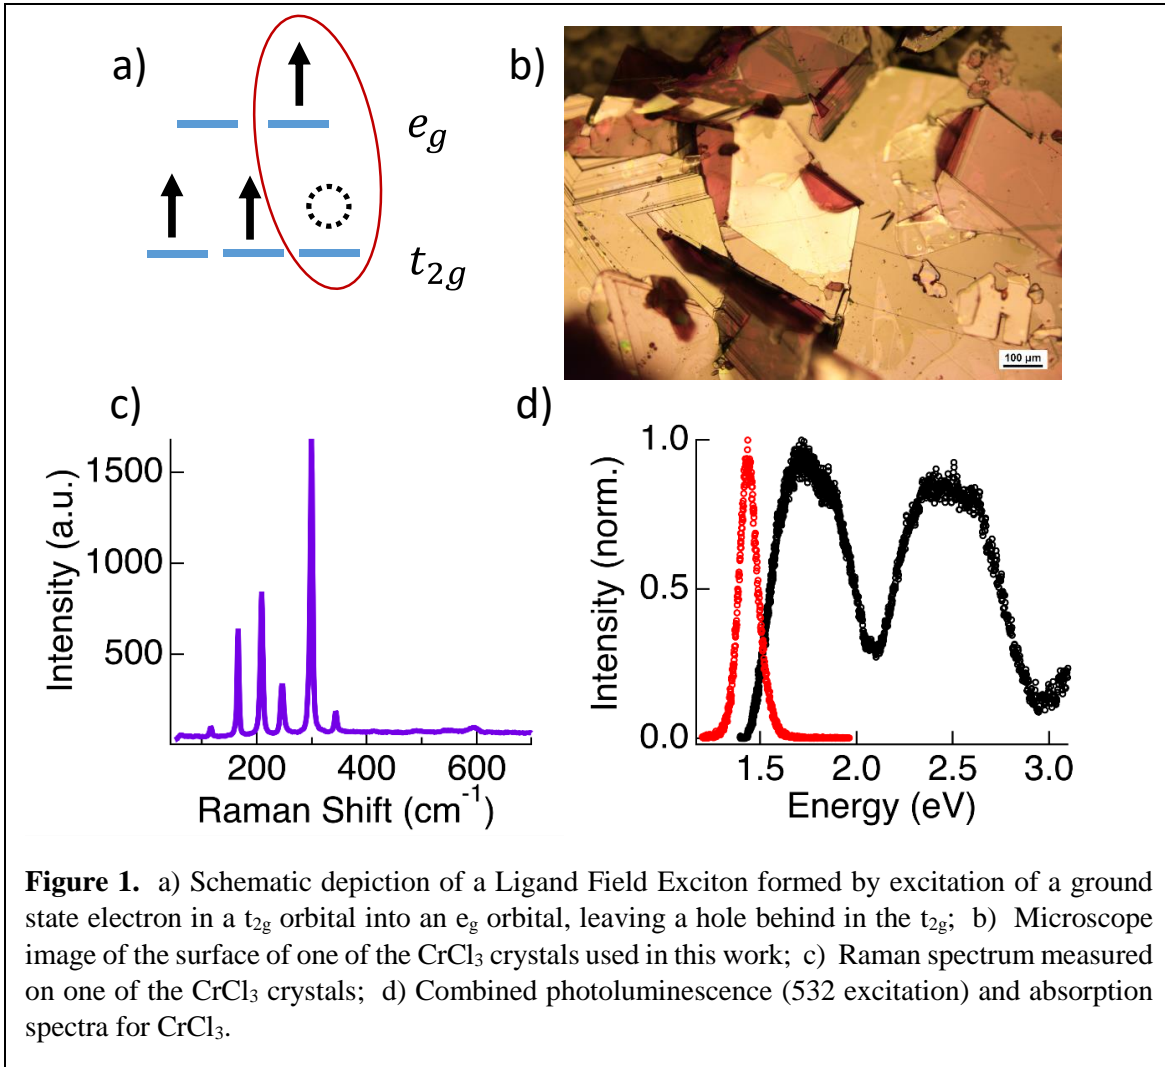 a)
e_g
t_{2g}
b)
100 µm
c)
1500
1000
500
Intensity (a.u.)
200 400 600
Raman Shift (cm⁻¹)
d)
1.0
0.5
0.0
Intensity (norm.)
1.5 2.0 2.5 3.0
Energy (eV)
Figure 1. a) Schematic depiction of a Ligand Field Exciton formed by excitation of a ground
state electron in a t₂g orbital into an e_g orbital, leaving a hole behind in the t₂g; b) Microscope
image of the surface of one of the CrCl₃ crystals used in this work; c) Raman spectrum measured
on one of the CrCl₃ crystals; d) Combined photoluminescence (532 excitation) and absorption
spectra for CrCl₃.